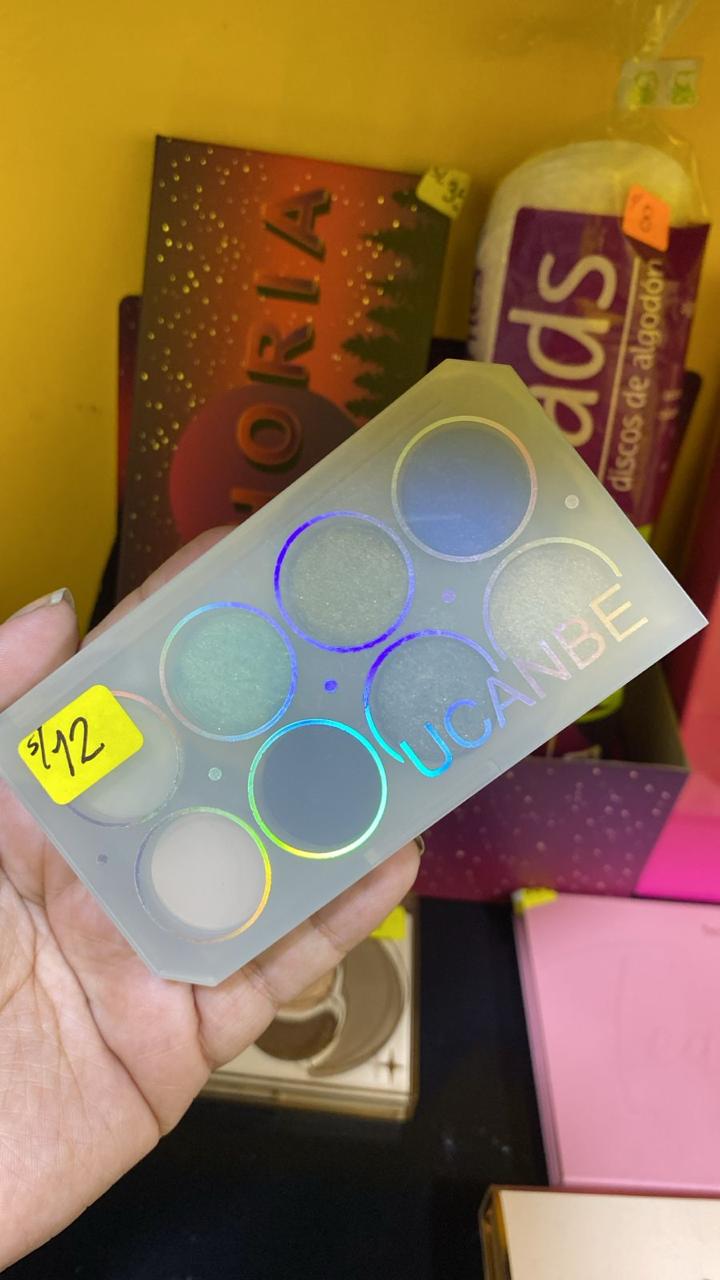 UCANBE
s/12
ORIA
ads
discos de algodón